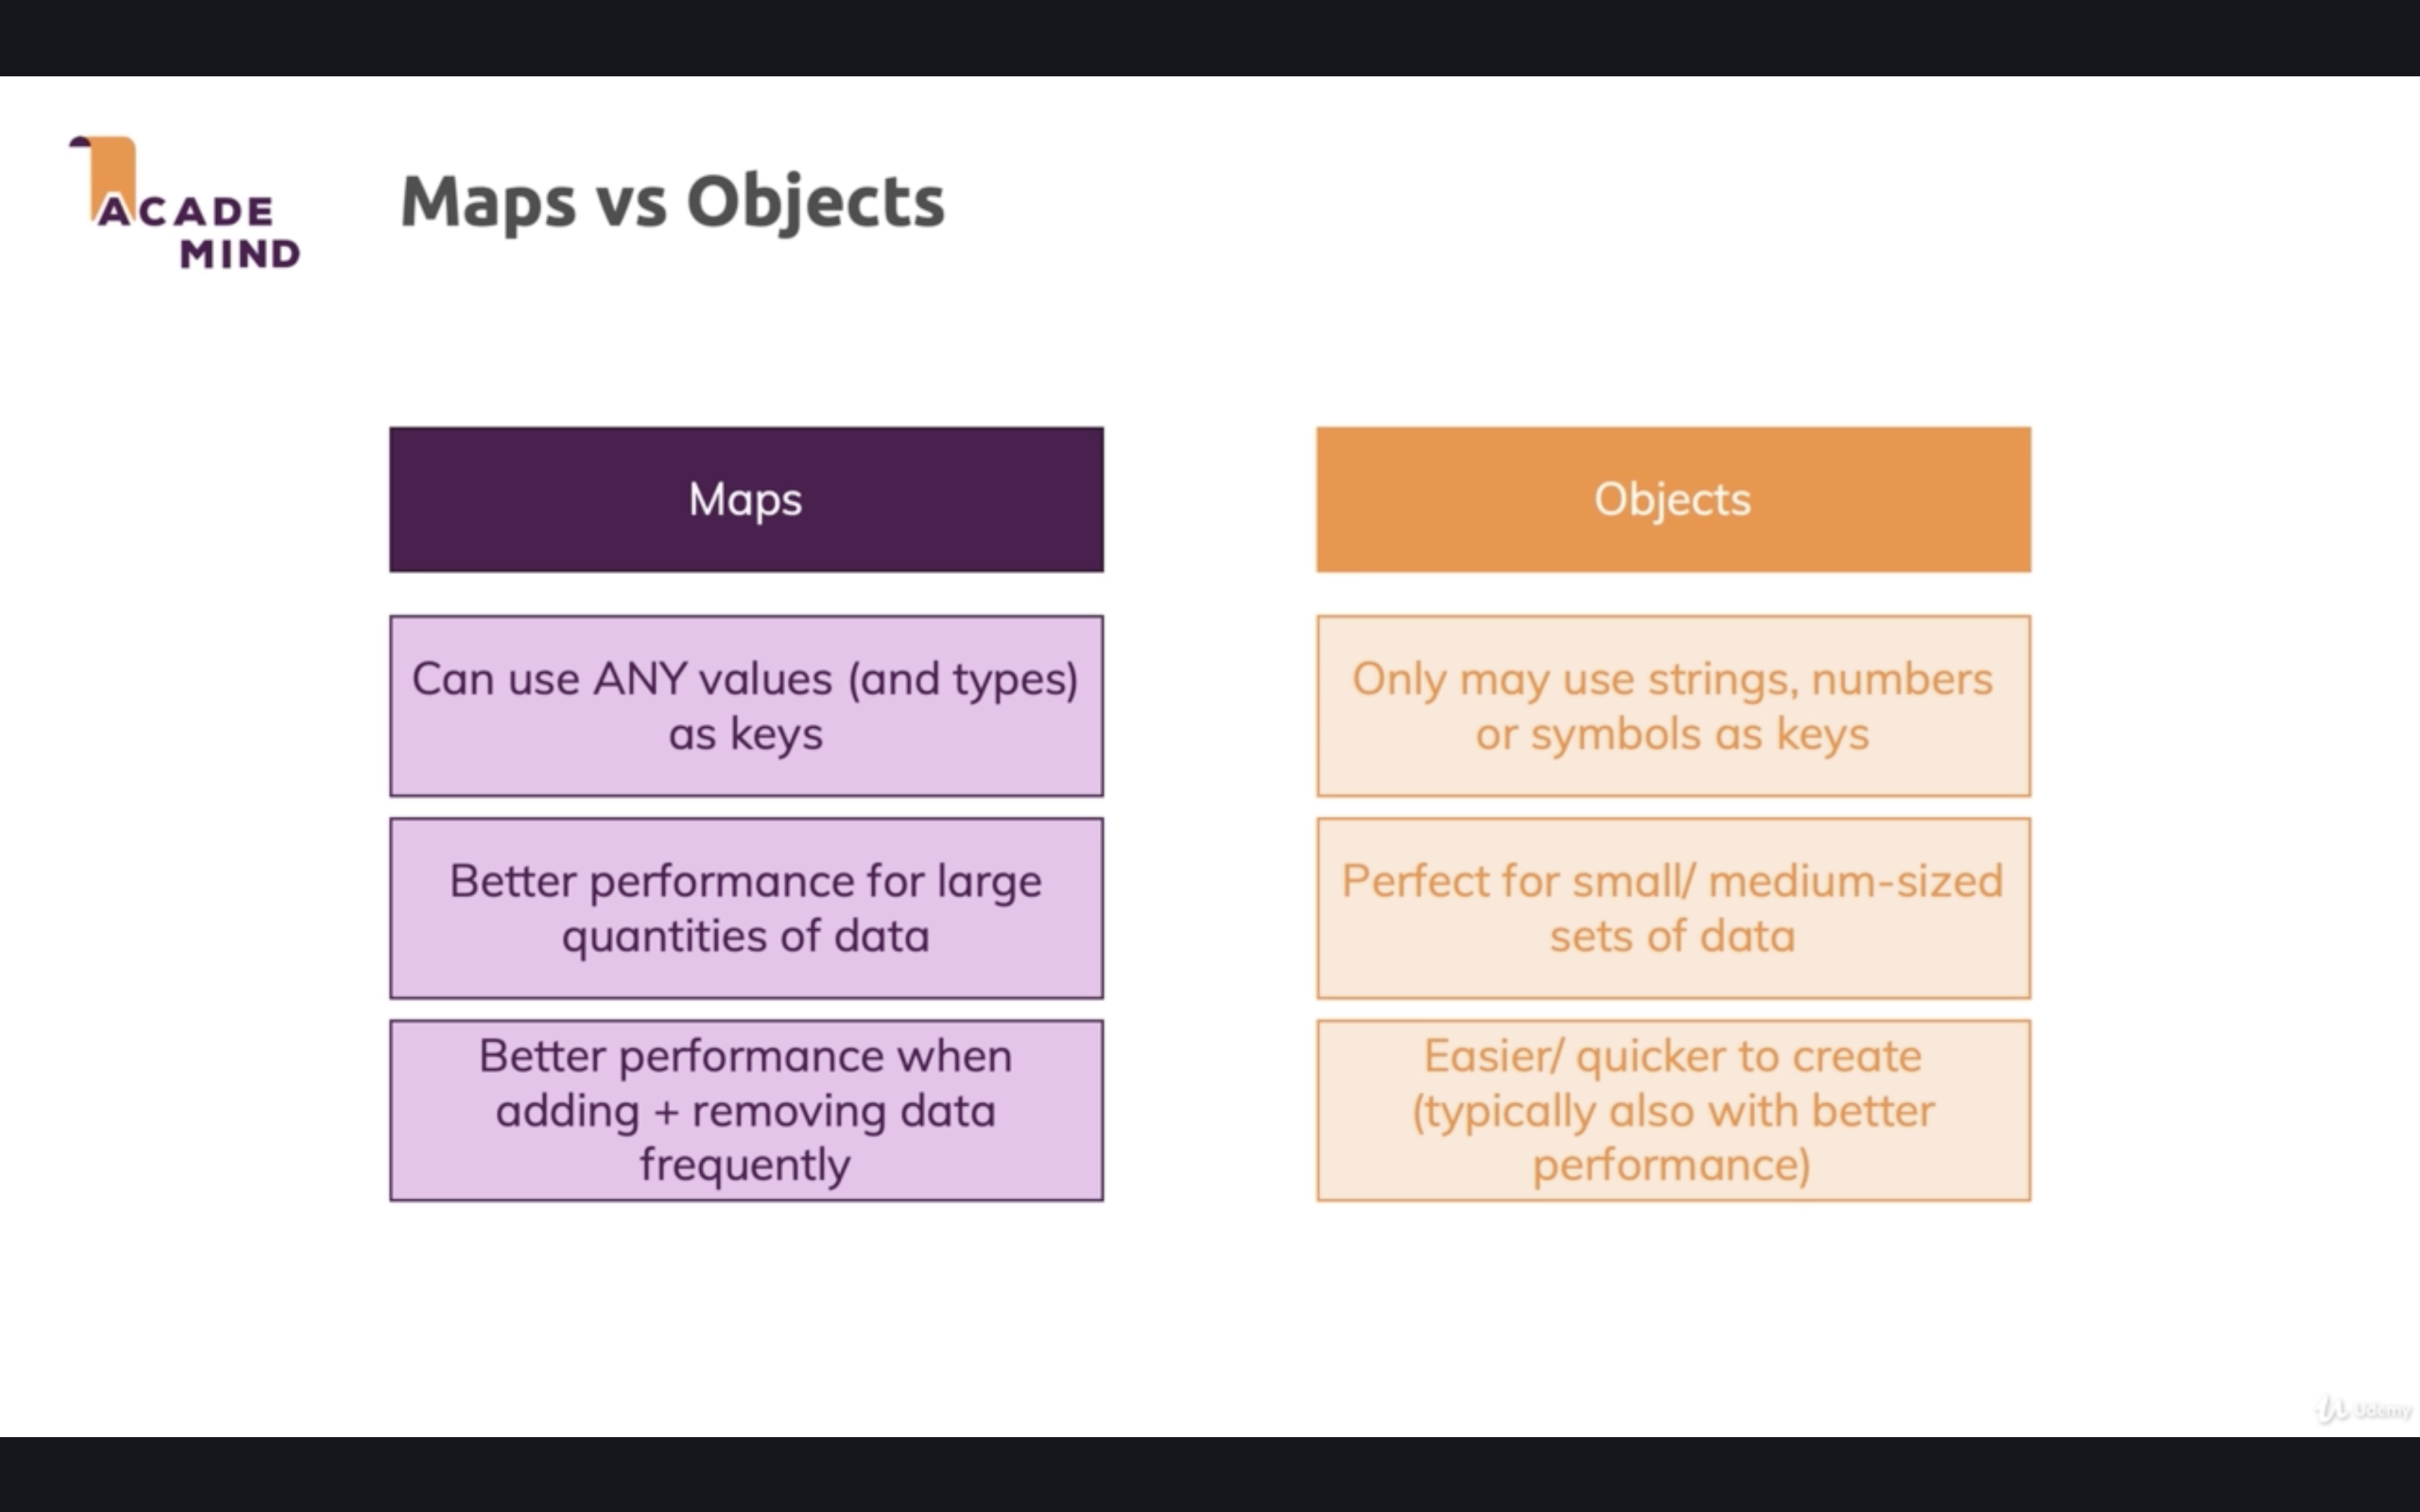 ACADE
MIND
Maps vs Objects
Maps
Can use ANY values (and types)
as keys
Better performance for large
quantities of data
Better performance when
adding + removing data
frequently
Objects
Only may use strings, numbers
or symbols as keys
Perfect for small/ medium-sized
sets of data
Easier/ quicker to create
(typically also with better
performance)
Udemy